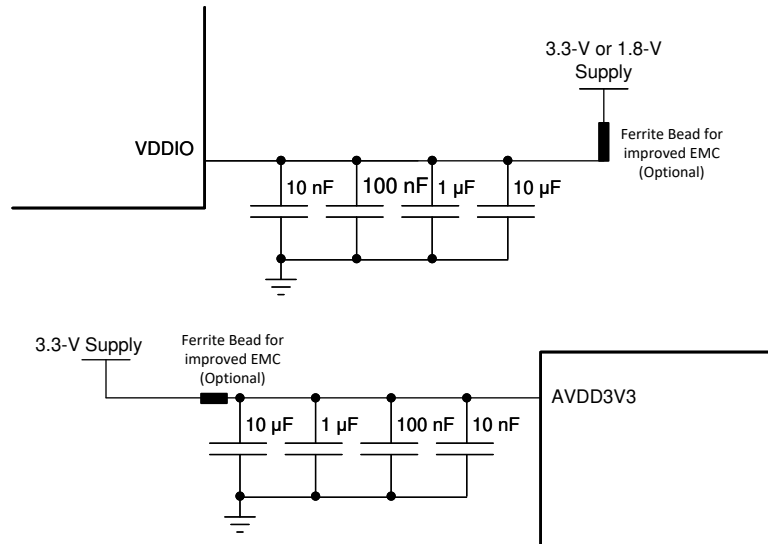 3.3-V or 1.8-V
Supply
Ferrite Bead for
improved EMC
(Optional)
VDDIO
10 nF 100 nF 1 µF 10 µF
3.3-V Supply
Ferrite Bead for
improved EMC
(Optional)
AVDD3V3
10 µF 1 µF 100 nF 10 nF